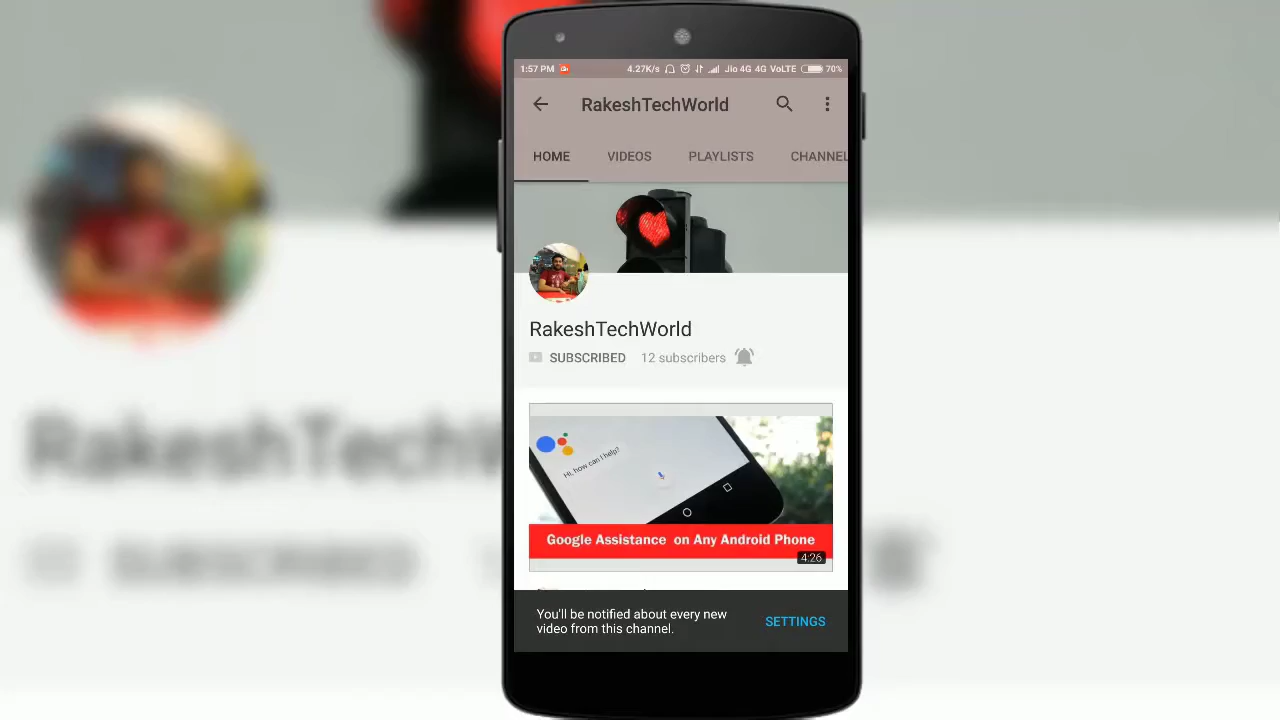 1:57 PM 4.27K/s Jio 4G 4G VoLTE 70%
RakeshTechWorld
HOME VIDEOS PLAYLISTS CHANNEL
RakeshTechWorld
SUBSCRIBED 12 subscribers
Hi, how can I help?
Google Assistance on Any Android Phone
4:26
You'll be notified about every new
video from this channel.
SETTINGS
RakeshTechW
SUBSCRIBED